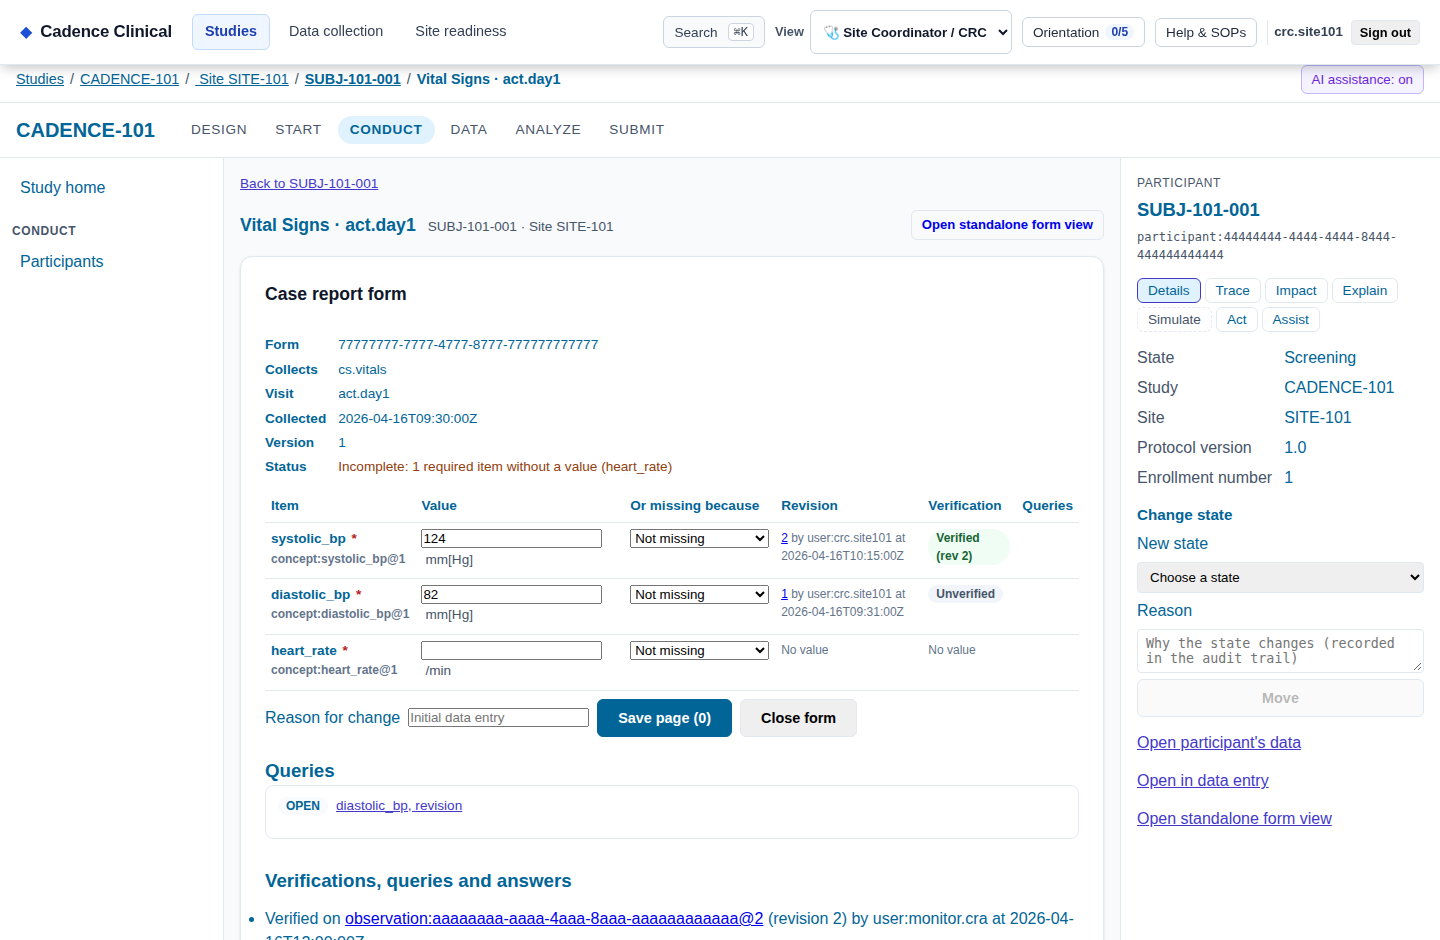 ◆ Cadence Clinical
Studies
Data collection
Site readiness
Search ⌘K
View
🩺 Site Coordinator / CRC
Orientation 0/5
Help & SOPs
crc.site101
Sign out
Studies / CADENCE-101 / Site SITE-101 / SUBJ-101-001 / Vital Signs · act.day1
AI assistance: on
CADENCE-101
DESIGN
START
CONDUCT
DATA
ANALYZE
SUBMIT
Study home
CONDUCT
Participants
Back to SUBJ-101-001
Vital Signs · act.day1 SUBJ-101-001 · Site SITE-101
Open standalone form view
Case report form
Form 77777777-7777-4777-8777-777777777777
Collects cs.vitals
Visit act.day1
Collected 2026-04-16T09:30:00Z
Version 1
Status Incomplete: 1 required item without a value (heart_rate)
Item Value Or missing because Revision Verification Queries
systolic_bp * 124 Not missing 2 by user:crc.site101 at Verified
concept:systolic_bp@1 mm[Hg] 2026-04-16T10:15:00Z (rev 2)
diastolic_bp * 82 Not missing 1 by user:crc.site101 at Unverified
concept:diastolic_bp@1 mm[Hg] 2026-04-16T09:31:00Z
heart_rate * Not missing No value No value
concept:heart_rate@1 /min
Reason for change Initial data entry Save page (0) Close form
Queries
OPEN diastolic_bp, revision
Verifications, queries and answers
• Verified on observation:aaaaaaaa-aaaa-4aaa-8aaa-aaaaaaaaaaaa@2 (revision 2) by user:monitor.cra at 2026-04-
16T12:00:00Z
PARTICIPANT
SUBJ-101-001
participant:44444444-4444-4444-8444-
444444444444
Details Trace Impact Explain
Simulate Act Assist
State Screening
Study CADENCE-101
Site SITE-101
Protocol version 1.0
Enrollment number 1
Change state
New state
Choose a state
Reason
Why the state changes (recorded
in the audit trail)
Move
Open participant's data
Open in data entry
Open standalone form view